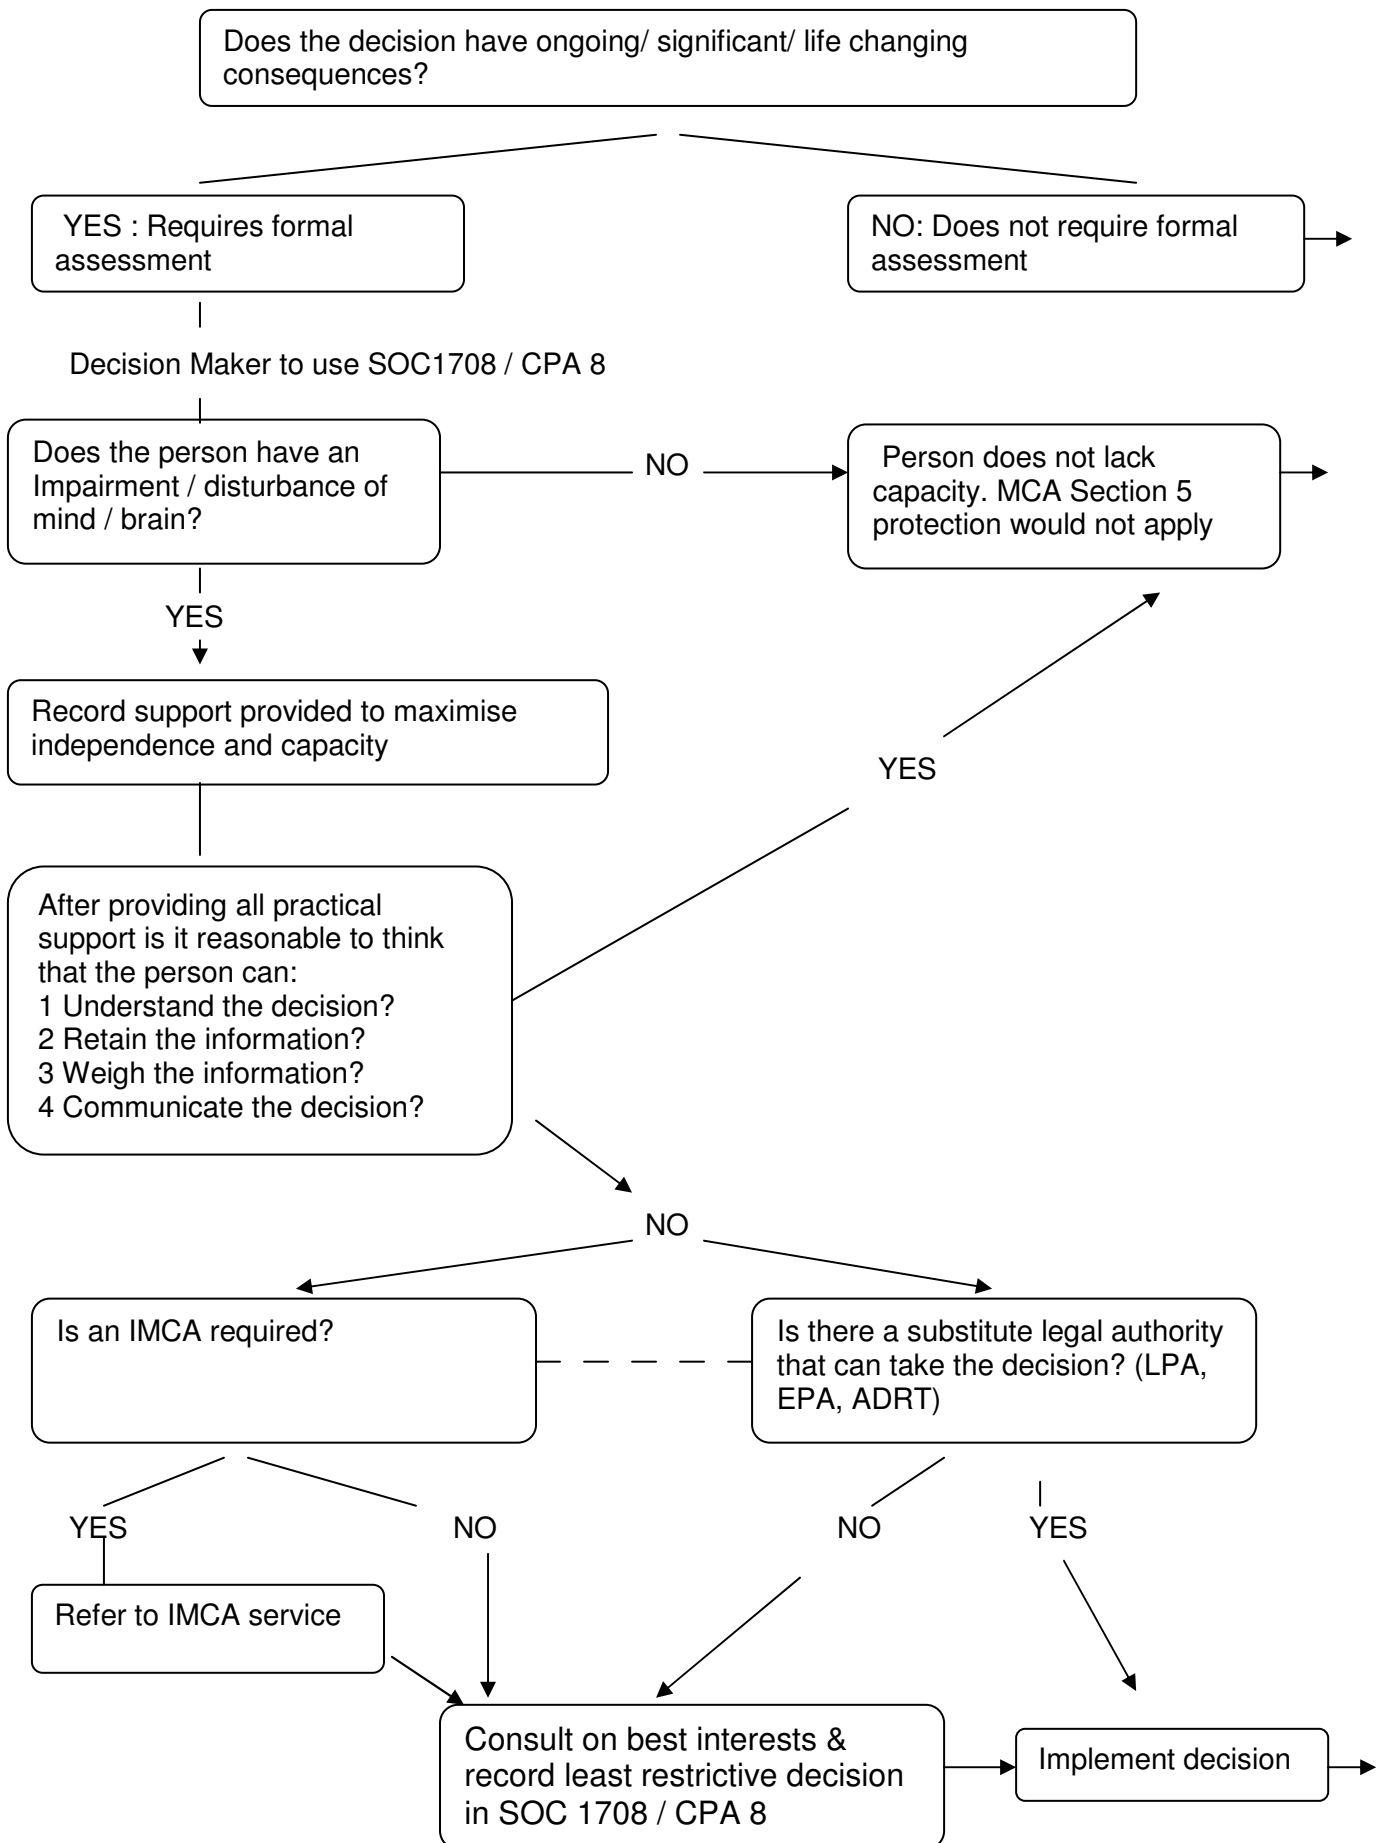 Does the decision have ongoing/ significant/ life changing
consequences?
YES : Requires formal
assessment
NO: Does not require formal
assessment
Decision Maker to use SOC1708 / CPA 8
Does the person have an
Impairment / disturbance of
mind / brain?
NO
Person does not lack
capacity. MCA Section 5
protection would not apply
YES
Record support provided to maximise
independence and capacity
YES
After providing all practical
support is it reasonable to think
that the person can:
1 Understand the decision?
2 Retain the information?
3 Weigh the information?
4 Communicate the decision?
NO
Is an IMCA required?
Is there a substitute legal authority
that can take the decision? (LPA,
EPA, ADRT)
YES
NO
NO
YES
Refer to IMCA service
Consult on best interests &
record least restrictive decision
in SOC 1708 / CPA 8
Implement decision